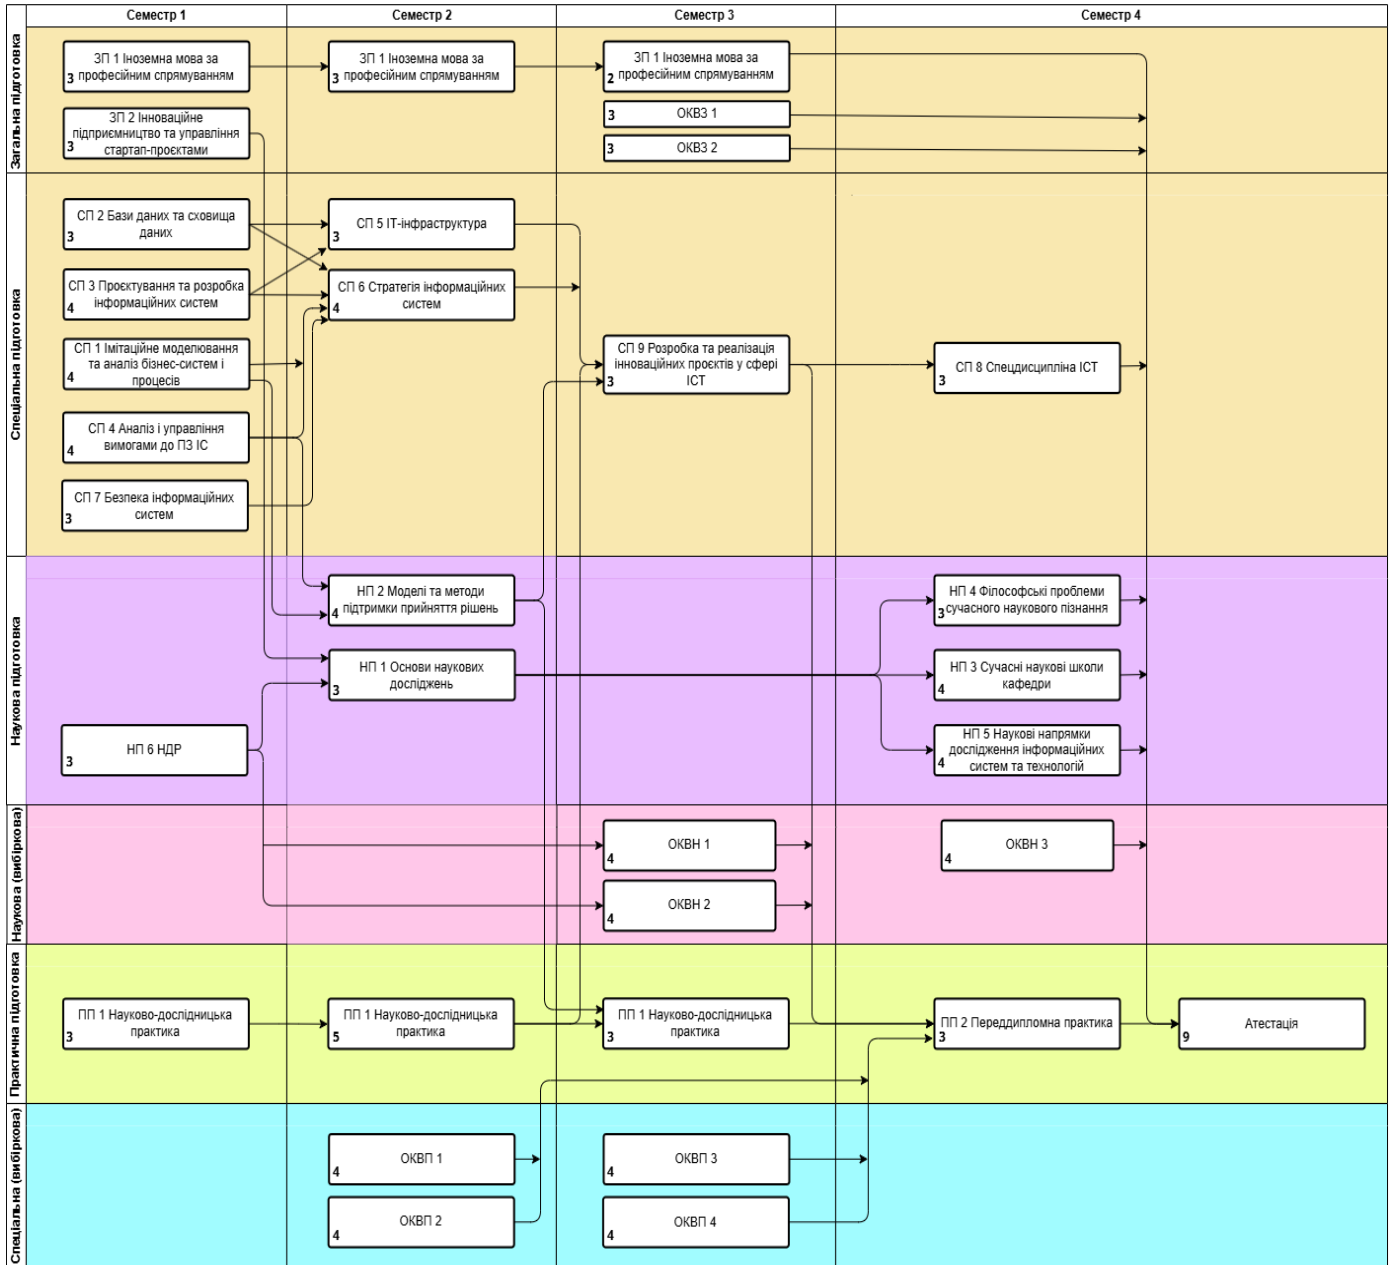 Семестр 1
Семестр 2
Семестр 3
Семестр 4
Загальна підготовка
ЗП 1 Іноземна мова за
професійним спрямуванням
3
ЗП 1 Іноземна мова за
професійним спрямуванням
3
ЗП 1 Іноземна мова за
професійним спрямуванням
2
ЗП 2 Інноваційне
підприємництво та управління
стартап-проєктами
3
ОКВЗ 1
3
ОКВЗ 2
3
Спеціальна підготовка
СП 2 Бази даних та сховища
даних
3
СП 5 ІТ-інфраструктура
3
СП 3 Проєктування та розробка
інформаційних систем
4
СП 6 Стратегія інформаційних
систем
4
СП 1 Імітаційне моделювання
та аналіз бізнес-систем і
процесів
4
СП 9 Розробка та реалізація
інноваційних проєктів у сфері
ІСТ
3
СП 8 Спецдисципліна ІСТ
3
СП 4 Аналіз і управління
вимогами до ПЗ ІС
4
СП 7 Безпека інформаційних
систем
3
Наукова підготовка
НП 2 Моделі та методи
підтримки прийняття рішень
4
НП 4 Філософські проблеми
сучасного наукового пізнання
3
НП 1 Основи наукових
досліджень
3
НП 3 Сучасні наукові школи
кафедри
4
НП 6 НДР
3
НП 5 Наукові напрямки
дослідження інформаційних
систем та технологій
4
Наукова (вибіркова)
ОКВН 1
4
ОКВН 3
4
ОКВН 2
4
Практична підготовка
ПП 1 Науково-дослідницька
практика
3
ПП 1 Науково-дослідницька
практика
5
ПП 1 Науково-дослідницька
практика
3
ПП 2 Переддипломна практика
3
Атестація
9
Спеціальна (вибіркова)
ОКВП 1
4
ОКВП 3
4
ОКВП 2
4
ОКВП 4
4